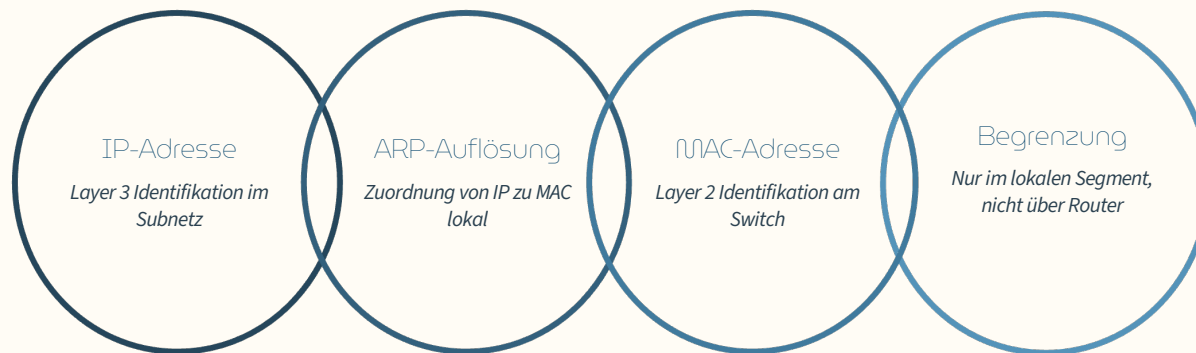 IP-Adresse
Layer 3 Identifikation im
Subnetz
ARP-Auflösung
Zuordnung von IP zu MAC
lokal
MAC-Adresse
Layer 2 Identifikation am
Switch
Begrenzung
Nur im lokalen Segment,
nicht über Router